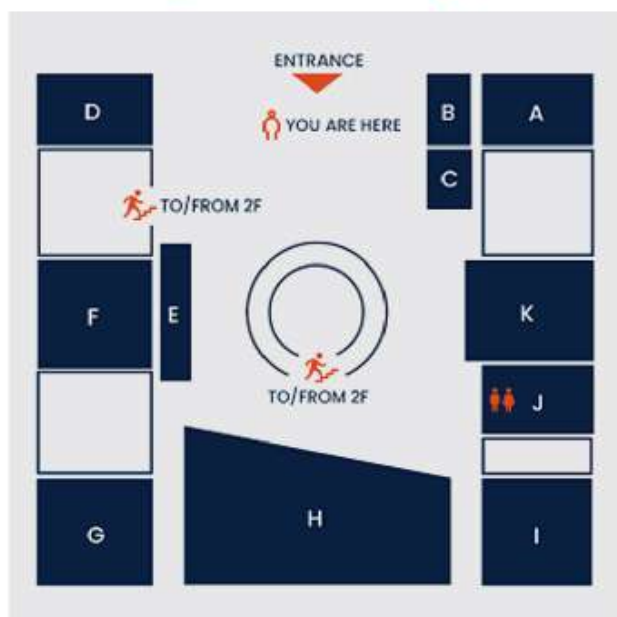 ENTRANCE
YOU ARE HERE
D
B
A
C
TO/FROM 2F
F
E
K
TO/FROM 2F
J
H
G
I